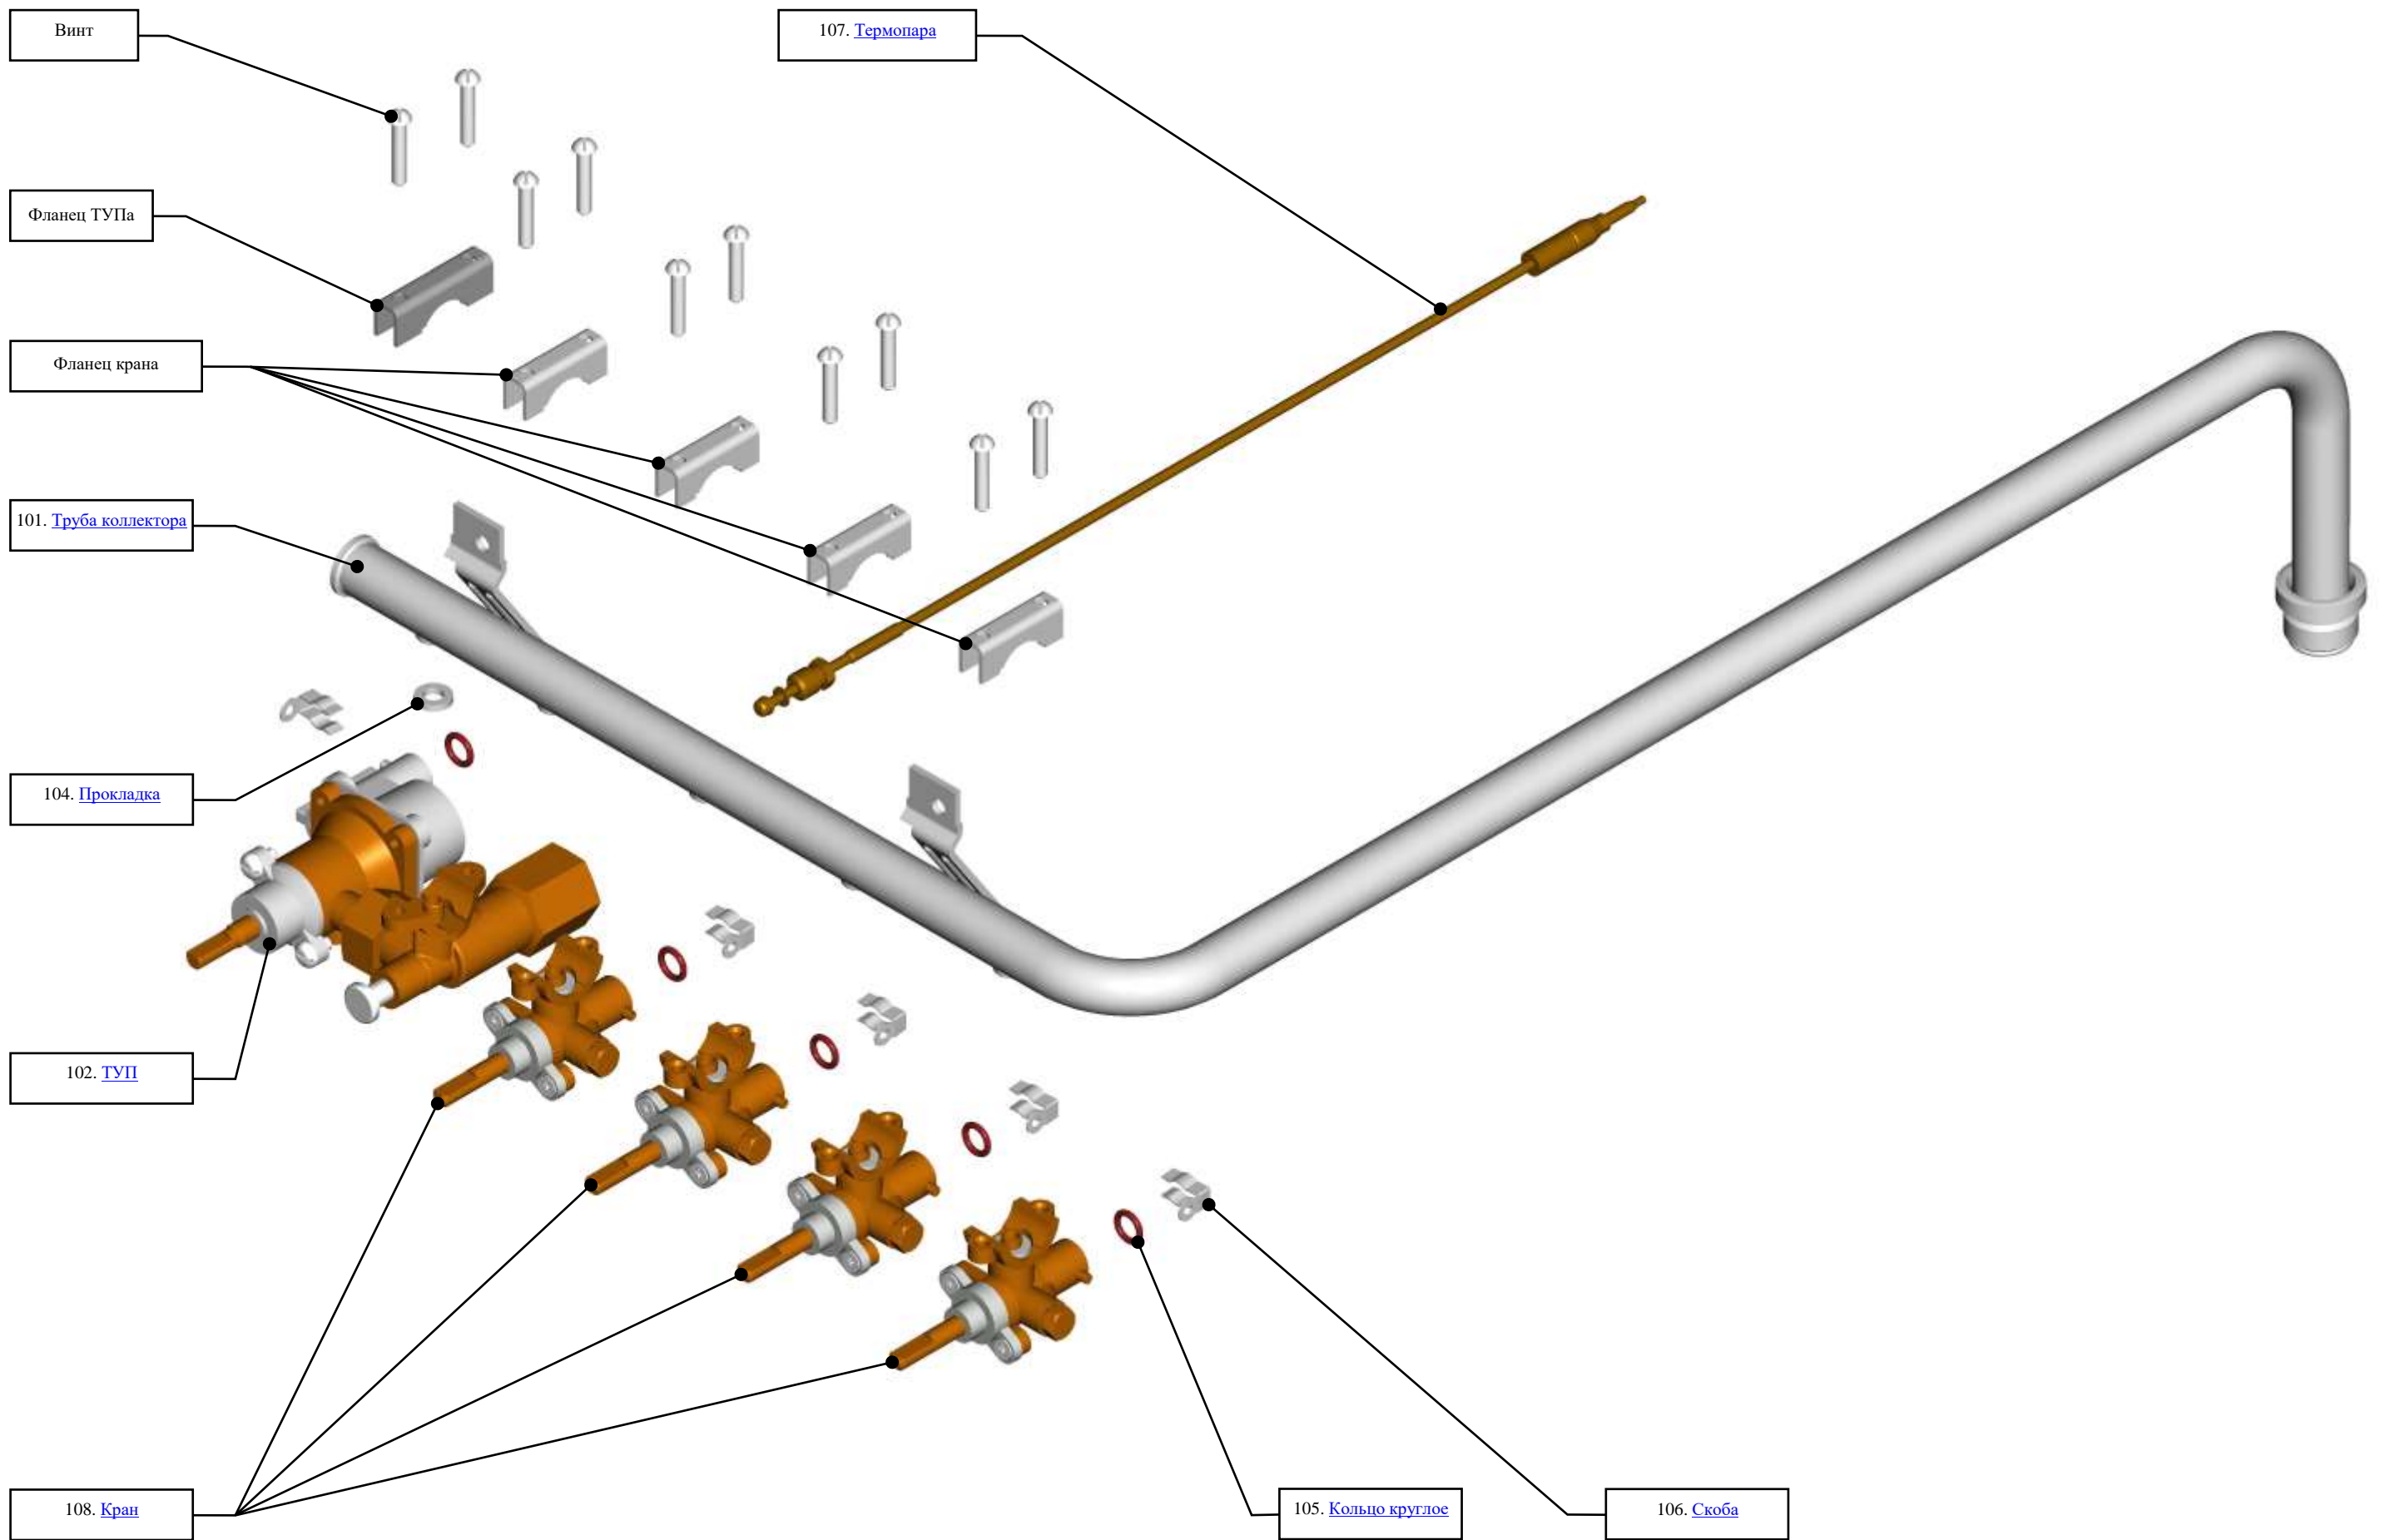 Винт
107. Термопара
Фланец ТУПа
Фланец крана
101. Труба коллектора
104. Прокладка
102. ТУП
108. Кран
105. Кольцо круглое
106. Скоба